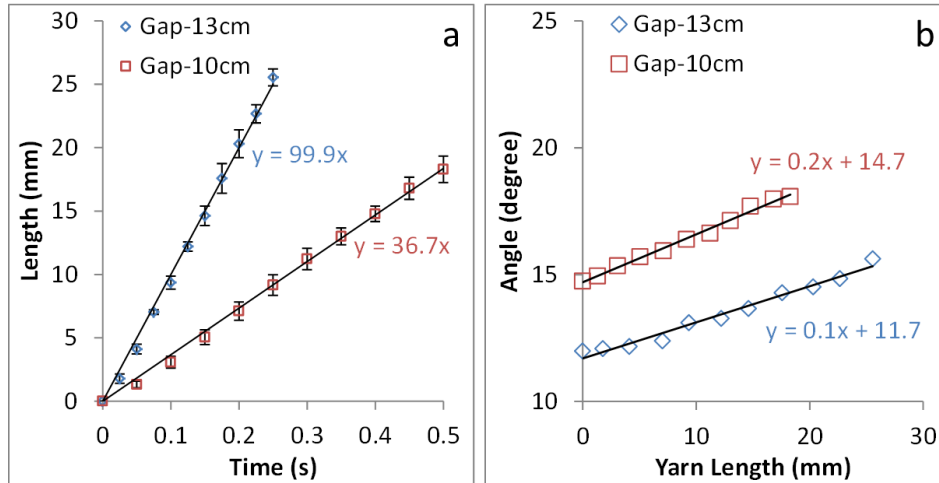 a
Gap-13cm
Gap-10cm
30
25
20
15
10
5
0
Length (mm)
y = 99.9x
y = 36.7x
0 0.1 0.2 0.3 0.4 0.5
Time (s)
b
Gap-13cm
Gap-10cm
25
20
15
10
Angle (degree)
y = 0.2x + 14.7
y = 0.1x + 11.7
0 10 20 30
Yarn Length (mm)